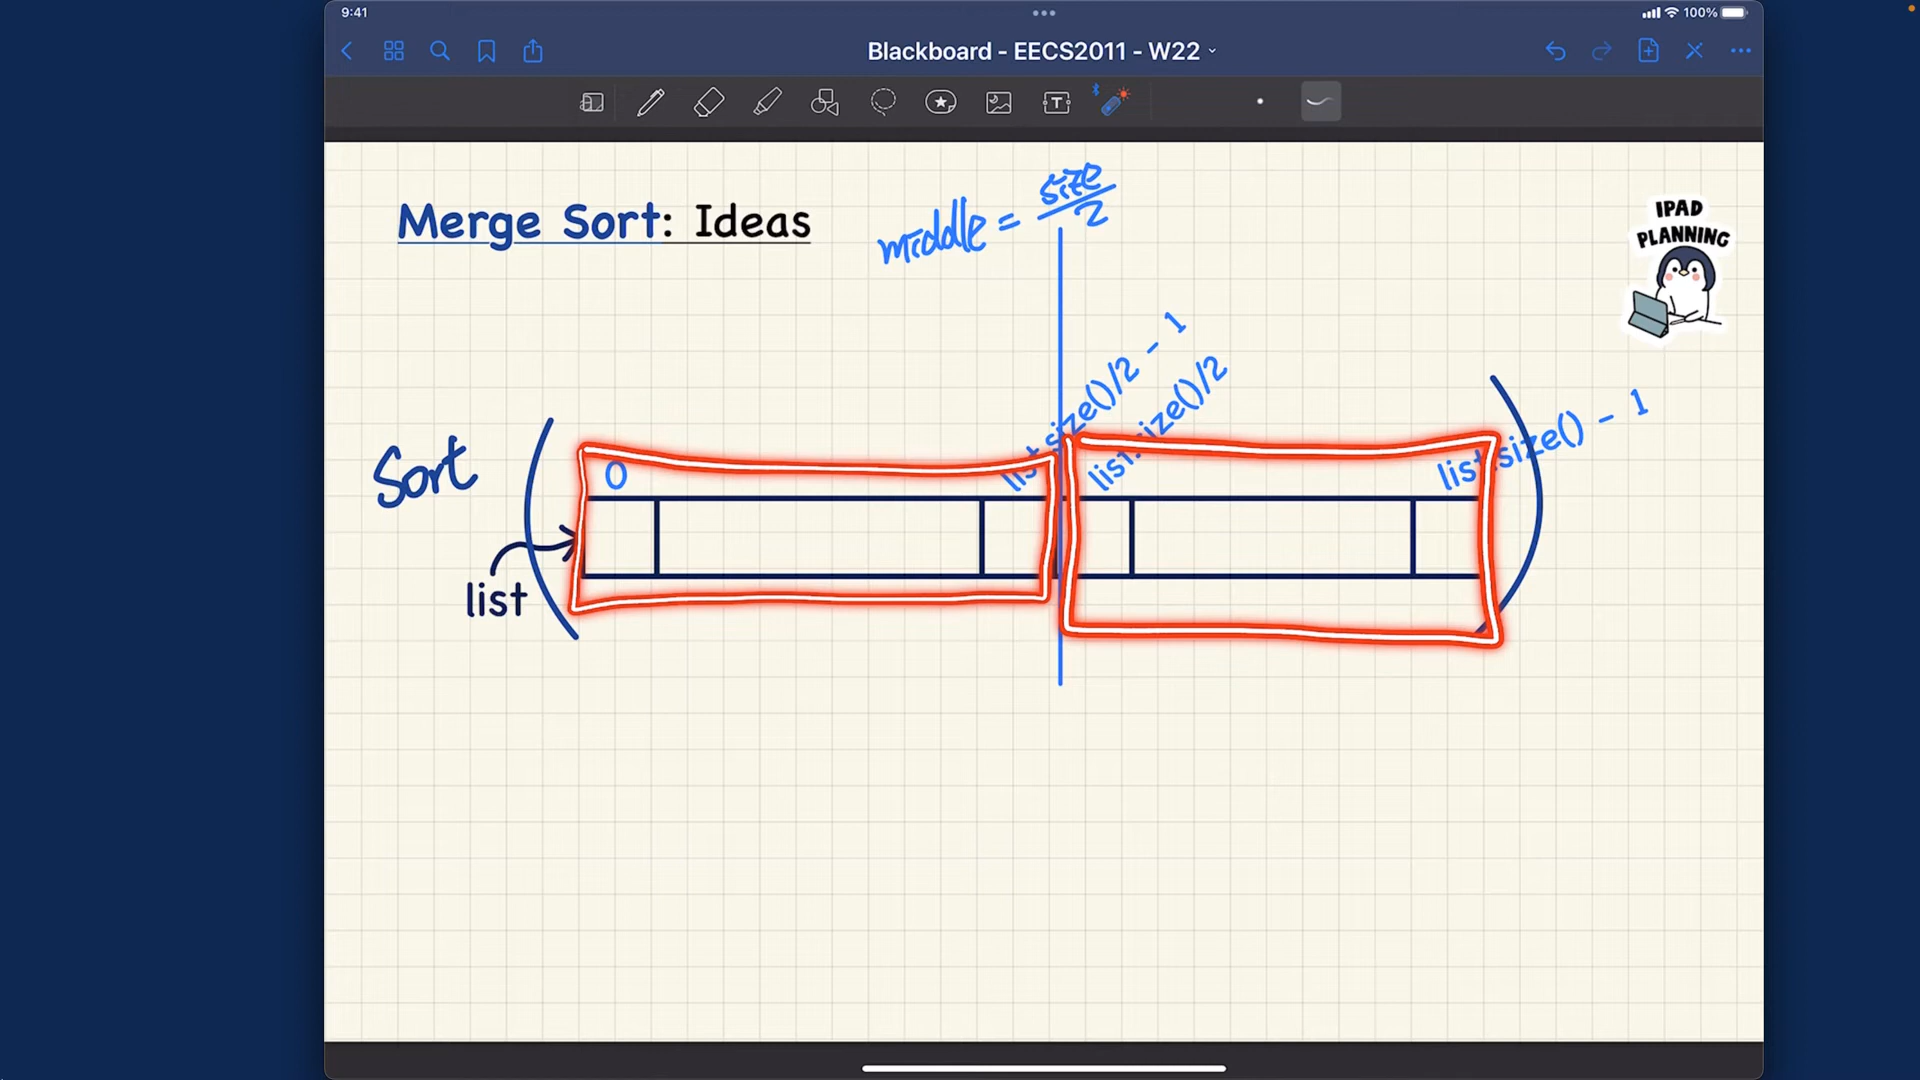 9:41
100%
Blackboard - EECS2011 - W22
Merge Sort: Ideas
middle = size
2
IPAD
PLANNING
list.size()/2 - 1
list.size()/2
list.size() - 1
Sort
0
list